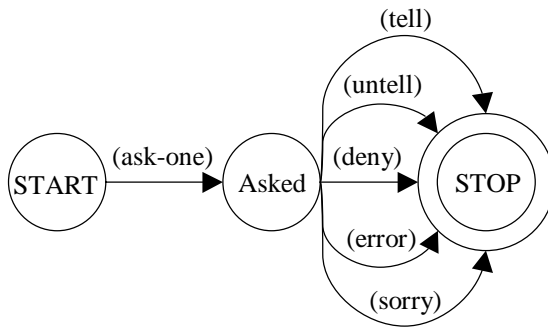 (tell)
(untell)
(ask-one)
(deny)
START
Asked
STOP
(error)
(sorry)